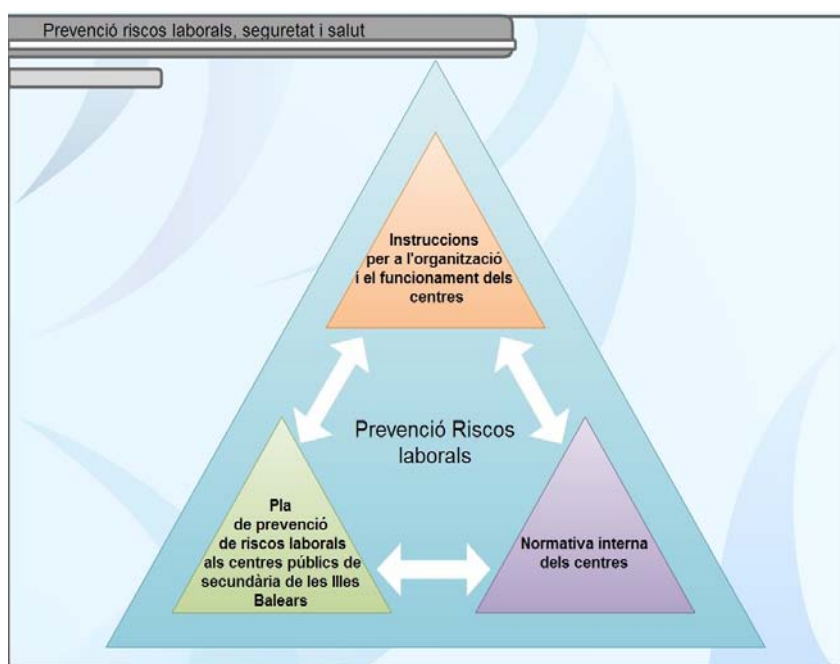 Prevenció riscos laborals, seguretat i salut
Instruccions
per a l'organització
i el funcionament dels
centres
Prevenció Riscos
laborals
Pla
de prevenció
de riscos laborals
als centres públics de
secundària de les Illes
Balears
Normativa interna
dels centres